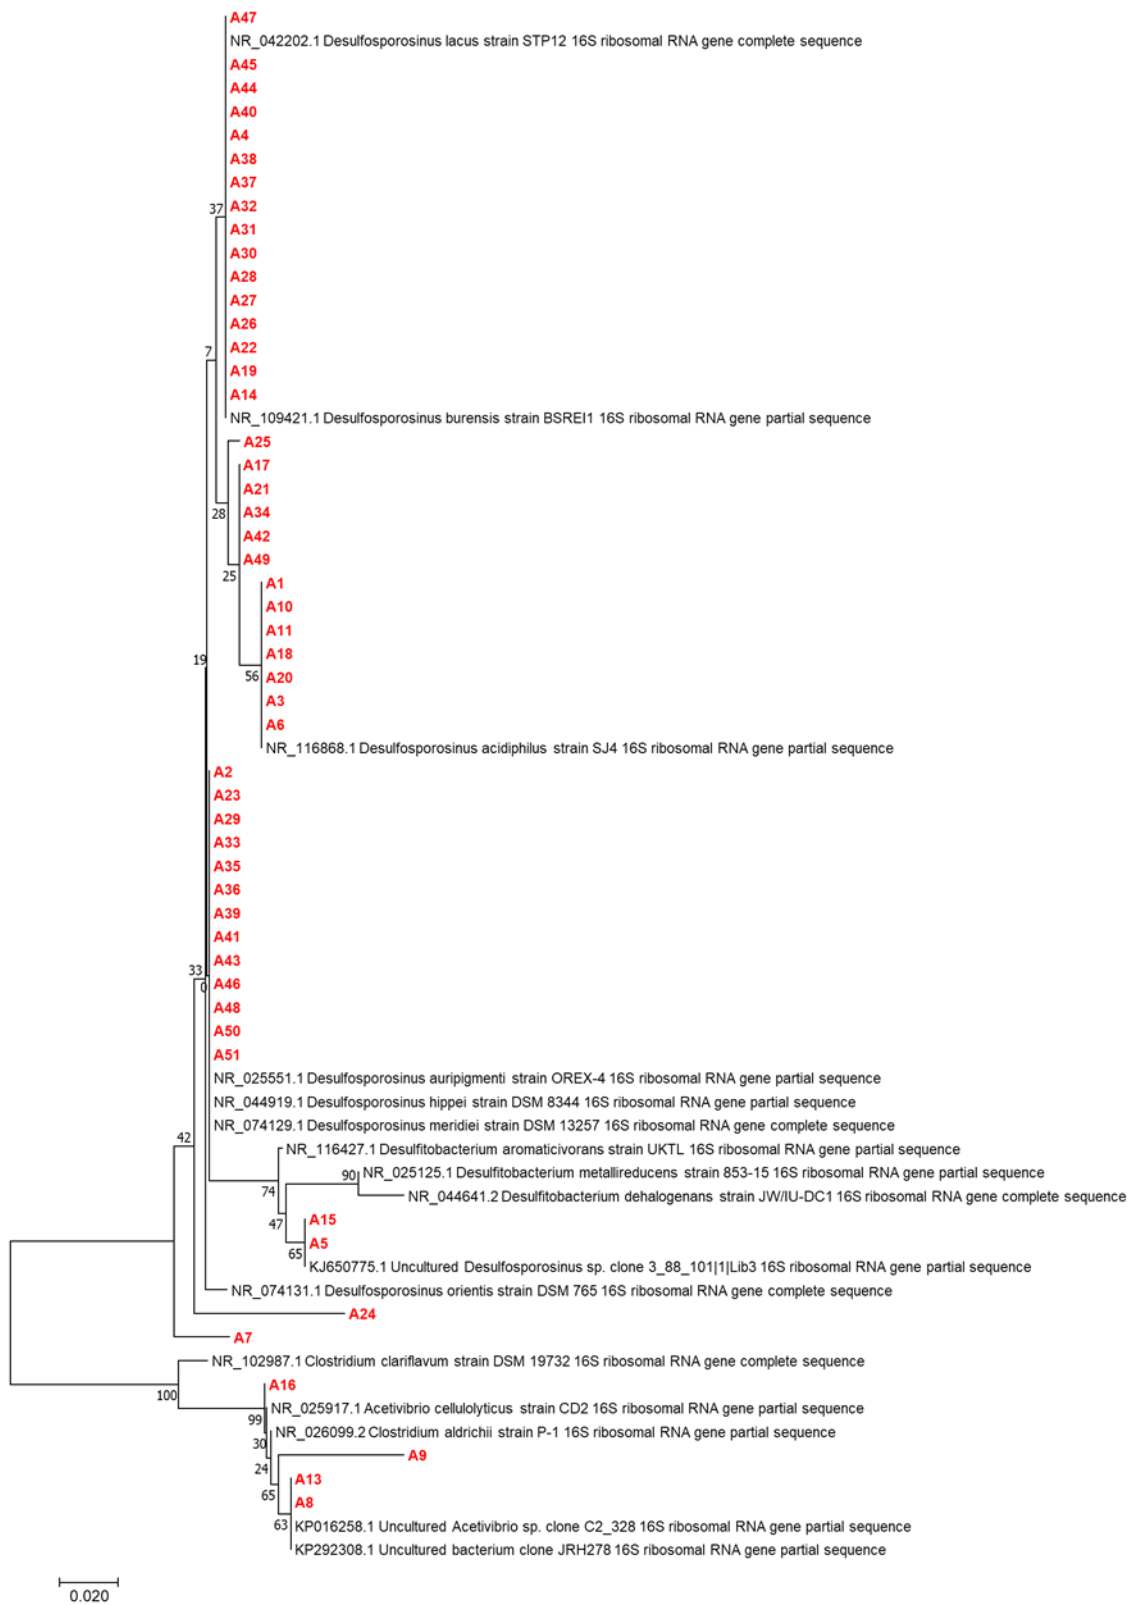 A47
NR_042202.1 Desulfosporosinus lacus strain STP12 16S ribosomal RNA gene complete sequence
A45
A44
A40
A4
A38
A37
A32
37
A31
A30
A28
A27
A26
A22
7
A19
A14
NR_109421.1 Desulfosporosinus burensis strain BSREI1 16S ribosomal RNA gene partial sequence
A25
A17
A21
A34
28
A42
A49
25
A1
A10
A11
A18
19
A20
56
A3
A6
NR_116868.1 Desulfosporosinus acidiphilus strain SJ4 16S ribosomal RNA gene partial sequence
A2
A23
A29
A33
A35
A36
A39
A41
A43
33
A46
0
A48
A50
A51
NR_025551.1 Desulfosporosinus auripigmenti strain OREX-4 16S ribosomal RNA gene partial sequence
NR_044919.1 Desulfosporosinus hippei strain DSM 8344 16S ribosomal RNA gene partial sequence
NR_074129.1 Desulfosporosinus meridiei strain DSM 13257 16S ribosomal RNA gene complete sequence
42
NR_116427.1 Desulfitobacterium aromaticivorans strain UKTL 16S ribosomal RNA gene partial sequence
90
NR_025125.1 Desulfitobacterium metallireducens strain 853-15 16S ribosomal RNA gene partial sequence
74
NR_044641.2 Desulfitobacterium dehalogenans strain JW/IU-DC1 16S ribosomal RNA gene complete sequence
47
A15
A5
65
KJ650775.1 Uncultured Desulfosporosinus sp. clone 3_88_101|1|Lib3 16S ribosomal RNA gene partial sequence
NR_074131.1 Desulfosporosinus orientis strain DSM 765 16S ribosomal RNA gene complete sequence
A24
A7
NR_102987.1 Clostridium clariflavum strain DSM 19732 16S ribosomal RNA gene complete sequence
100
A16
NR_025917.1 Acetivibrio cellulolyticus strain CD2 16S ribosomal RNA gene partial sequence
99
NR_026099.2 Clostridium aldrichii strain P-1 16S ribosomal RNA gene partial sequence
30
A9
24
A13
65
A8
63
KP016258.1 Uncultured Acetivibrio sp. clone C2_328 16S ribosomal RNA gene partial sequence
KP292308.1 Uncultured bacterium clone JRH278 16S ribosomal RNA gene partial sequence
0.020